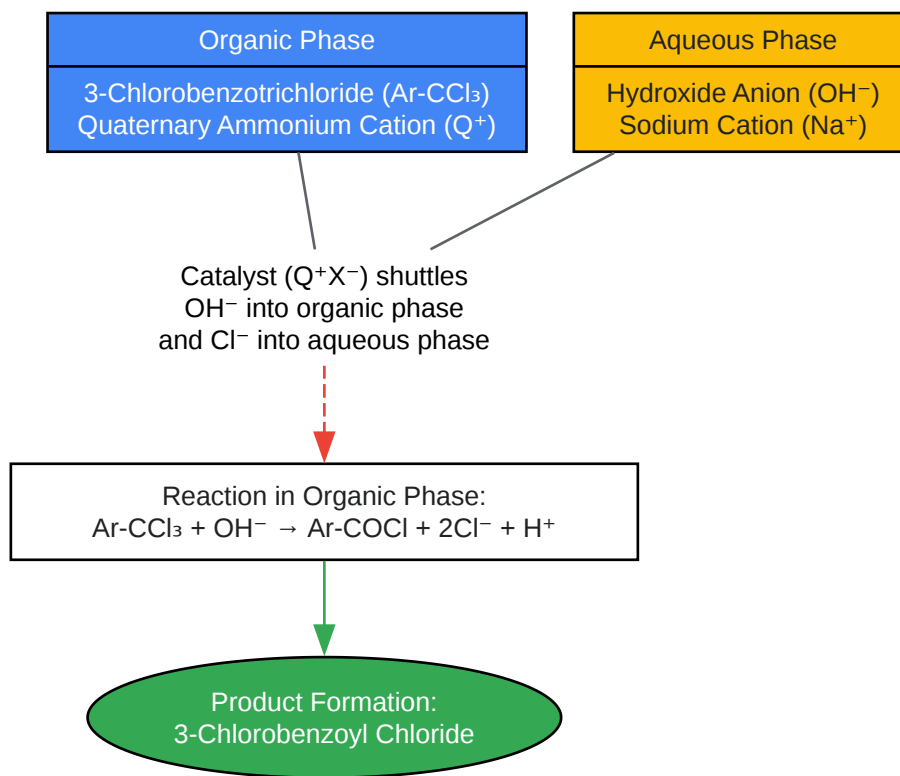 Organic Phase
3-Chlorobenzotrichloride (Ar-CCl₃)
Quaternary Ammonium Cation (Q⁺)
Aqueous Phase
Hydroxide Anion (OH⁻)
Sodium Cation (Na⁺)
Catalyst (Q⁺X⁻) shuttles
OH⁻ into organic phase
and Cl⁻ into aqueous phase
Reaction in Organic Phase:
Ar-CCl₃ + OH⁻ → Ar-COCl + 2Cl⁻ + H⁺
Product Formation:
3-Chlorobenzoyl Chloride